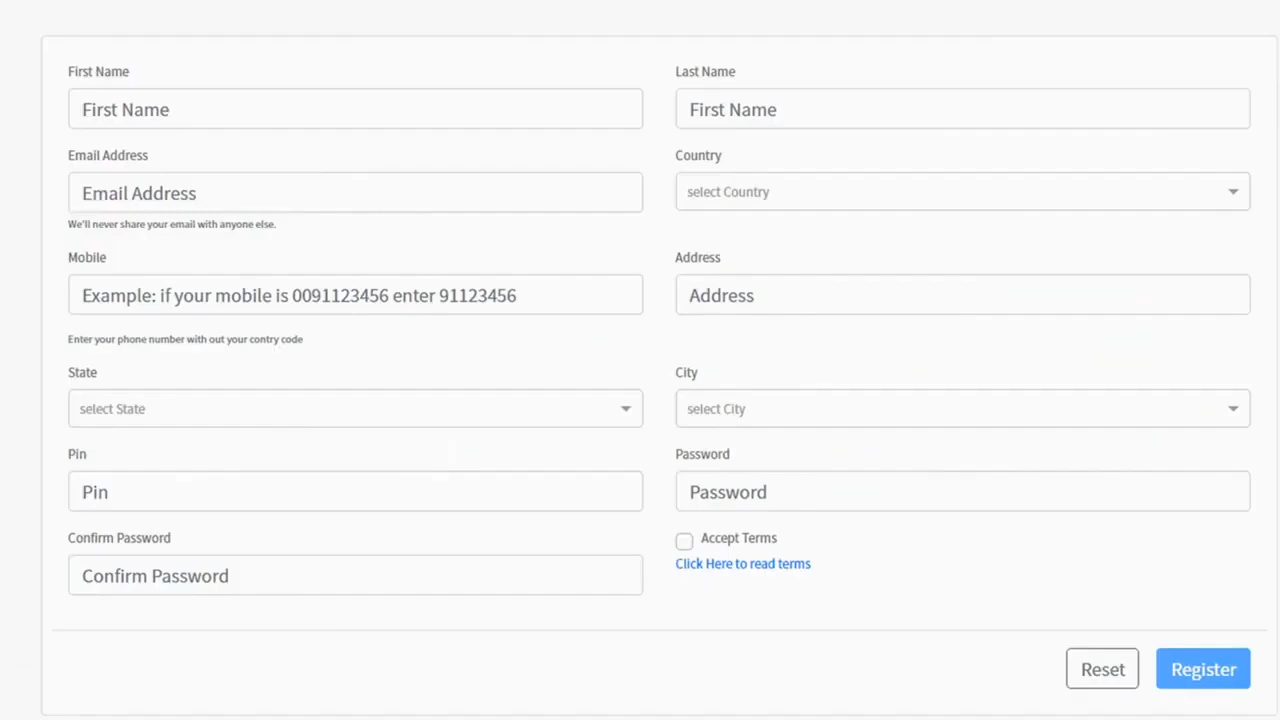 First Name
Last Name
First Name
First Name
Email Address
Country
Email Address
select Country
We'll never share your email with anyone else.
Mobile
Address
Example: if your mobile is 0091123456 enter 91123456
Address
Enter your phone number with out your contry code
State
City
select State
select City
Pin
Password
Pin
Password
Confirm Password
Accept Terms
Click Here to read terms
Confirm Password
Reset
Register